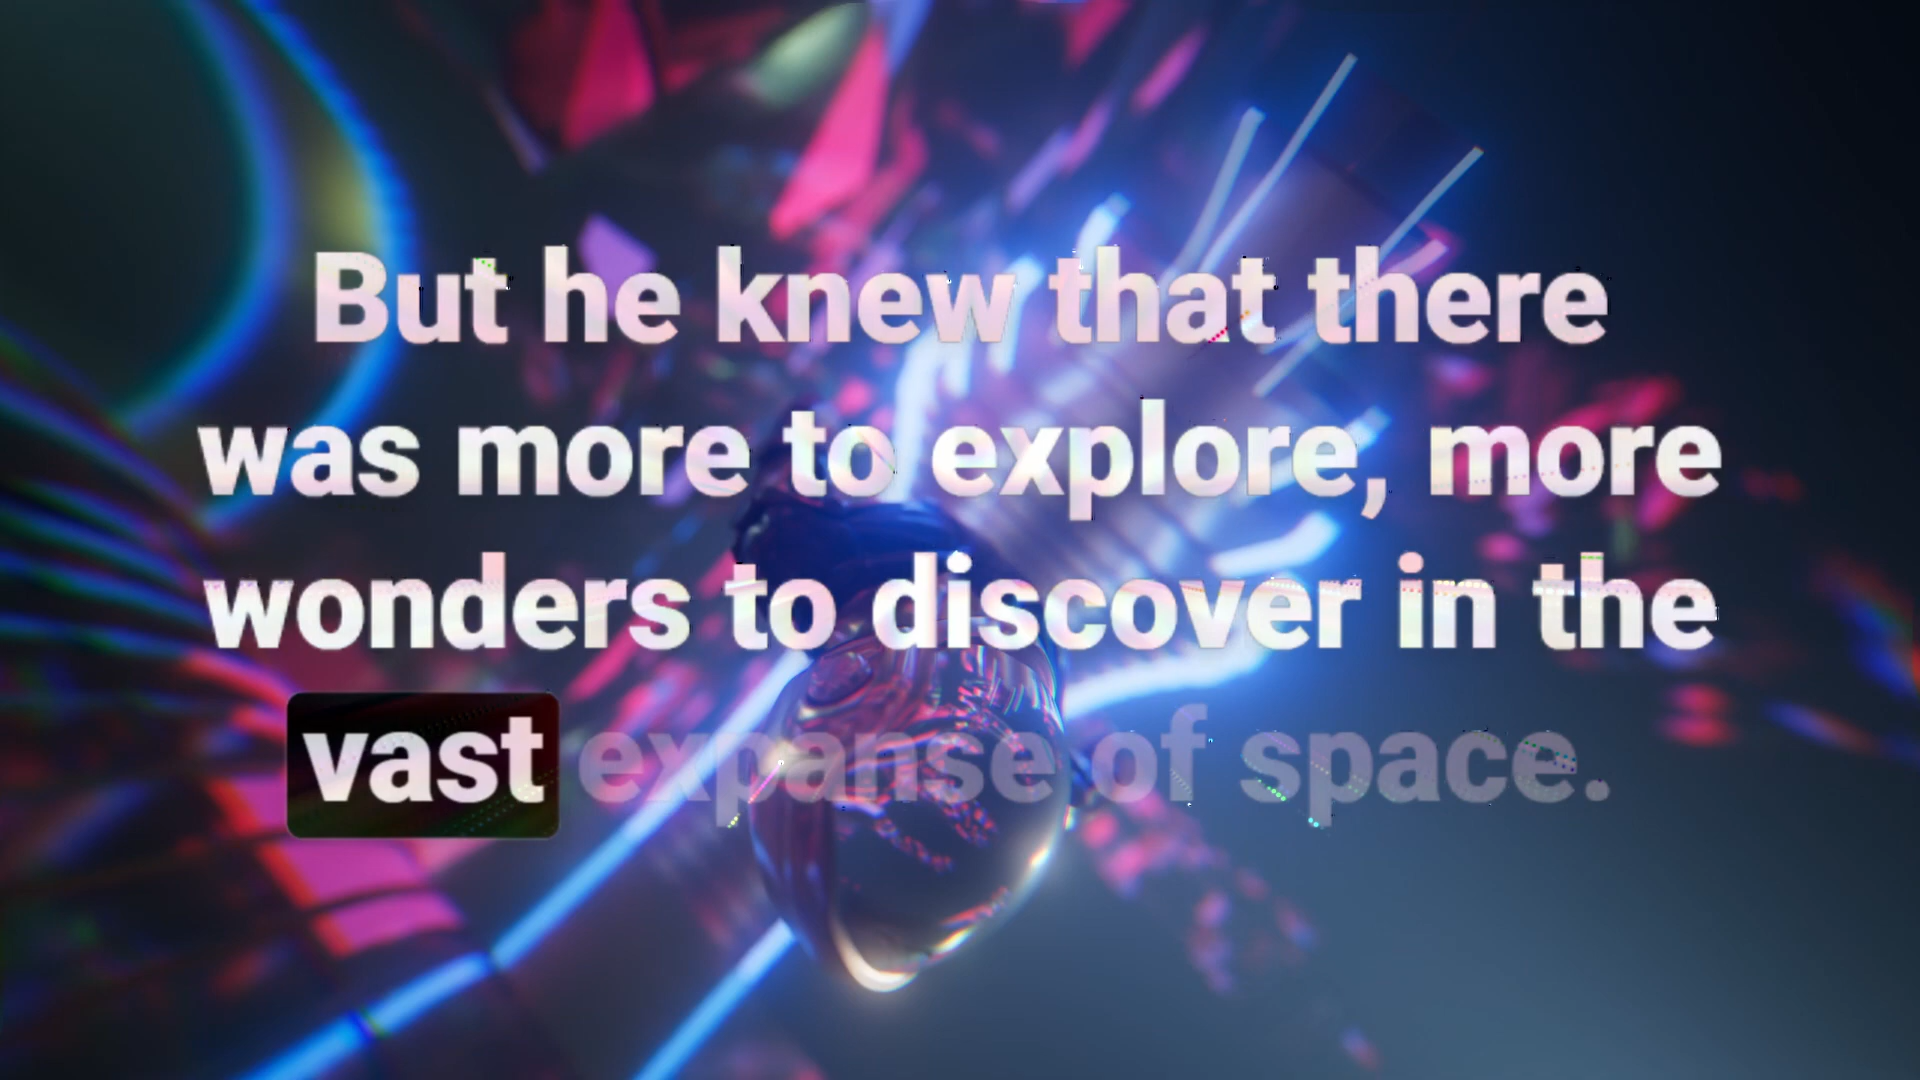 But he knew that there
was more to explore, more
wonders to discover in the
vast expanse of space.